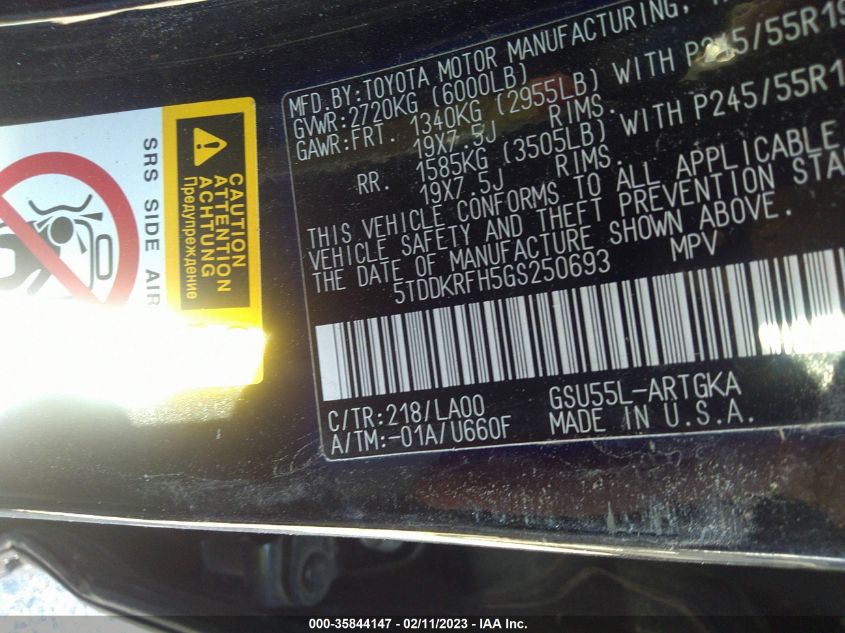 SRS SIDE AIR
CAUTION
ATTENTION
ACHTUNG
Предупреждение
MFD.BY:TOYOTA MOTOR MANUFACTURING,
GVWR:2720KG (6000LB)
GAWR:FRT. 1340KG (2955LB) WITH P245/55R19
19X7.5J RIMS.
RR. 1585KG (3505LB) WITH P245/55R1
19X7.5J RIMS.
THIS VEHICLE CONFORMS TO ALL APPLICABLE
VEHICLE SAFETY AND THEFT PREVENTION STA
THE DATE OF MANUFACTURE SHOWN ABOVE.
5TDDKRFH5GS250693 MPV
C/TR:218/LA00 GSU55L-ARTGKA
A/TM:-01A/U660F MADE IN U.S.A.
000-35844147 - 02/11/2023 - © IAA Inc.